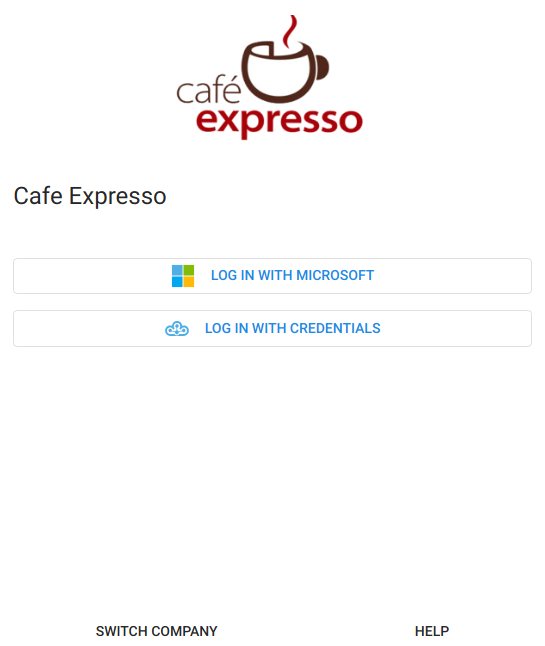 café
expresso
Cafe Expresso
LOG IN WITH MICROSOFT
LOG IN WITH CREDENTIALS
SWITCH COMPANY
HELP